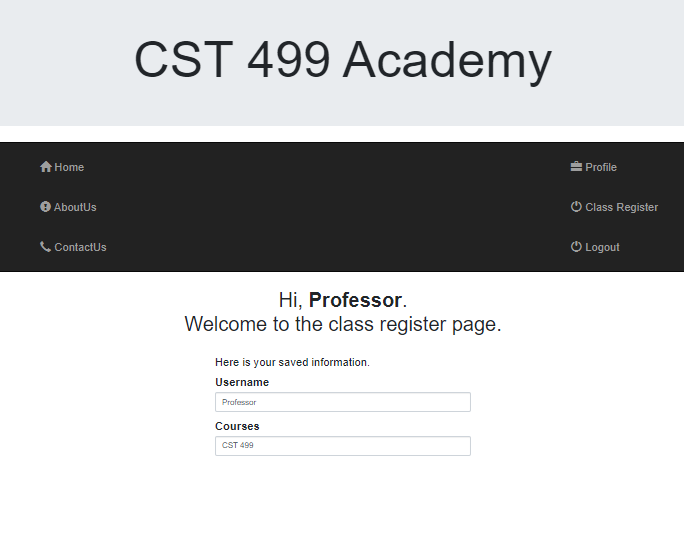 CST 499 Academy
Home
Profile
AboutUs
Class Register
ContactUs
Logout
Hi, Professor.
Welcome to the class register page.
Here is your saved information.
Username
Professor
Courses
CST 499